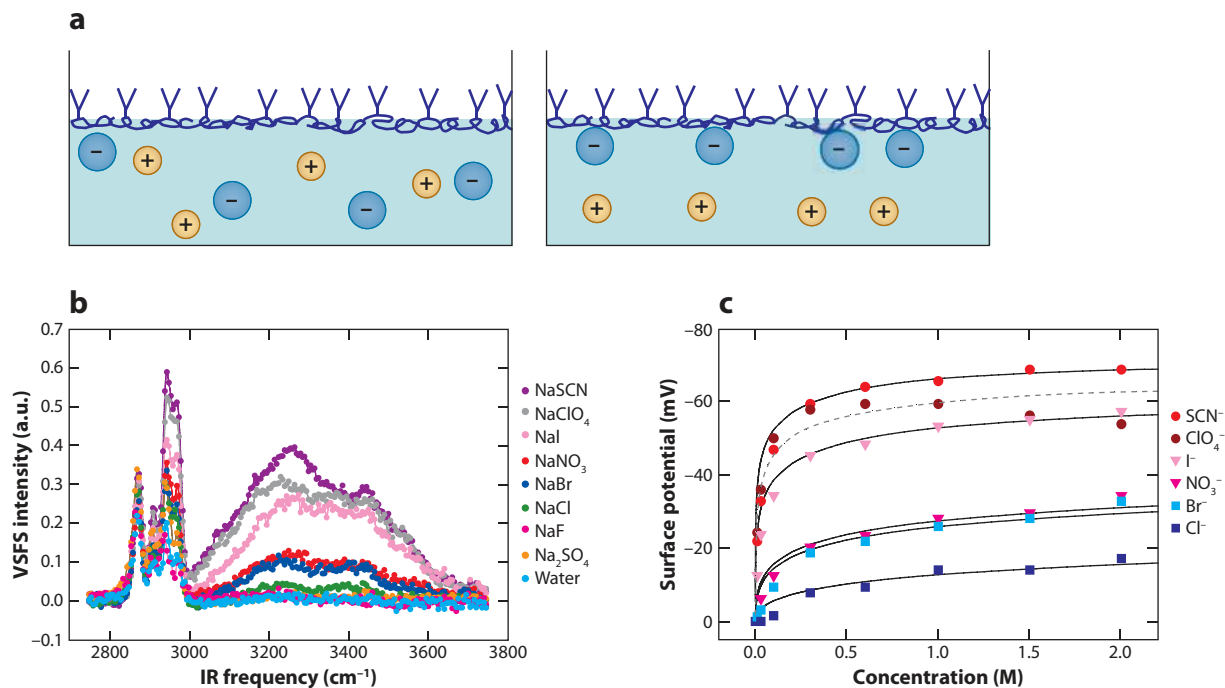 a
− + + + − − + −
− − − −
+ + + +
b
VSFS intensity (a.u.)
0.7
0.6
0.5
0.4
0.3
0.2
0.1
0.0
−0.1
2800 3000 3200 3400 3600 3800
IR frequency (cm⁻¹)
NaSCN
NaClO₄
NaI
NaNO₃
NaBr
NaCl
NaF
Na₂SO₄
Water
c
Surface potential (mV)
−80
−60
−40
−20
0
0.0 0.5 1.0 1.5 2.0
Concentration (M)
SCN⁻
ClO₄⁻
I⁻
NO₃⁻
Br⁻
Cl⁻